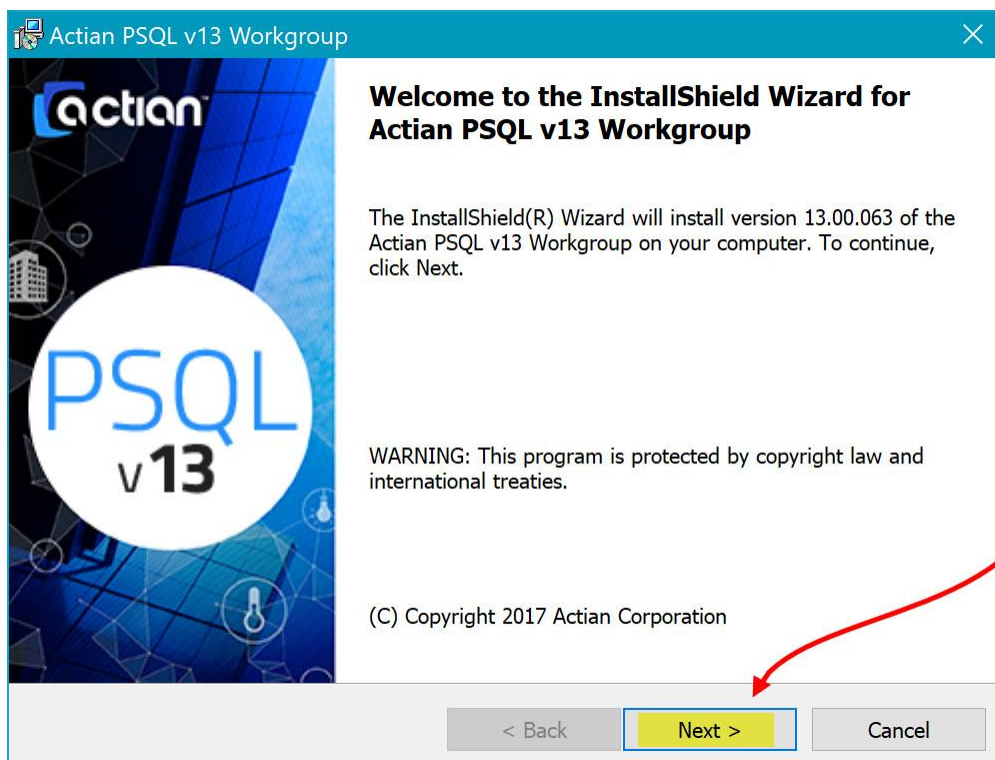 Actian PSQL v13 Workgroup
actian
PSQL
v13
Welcome to the InstallShield Wizard for
Actian PSQL v13 Workgroup
The InstallShield(R) Wizard will install version 13.00.063 of the
Actian PSQL v13 Workgroup on your computer. To continue,
click Next.
WARNING: This program is protected by copyright law and
international treaties.
(C) Copyright 2017 Actian Corporation
< Back
Next >
Cancel